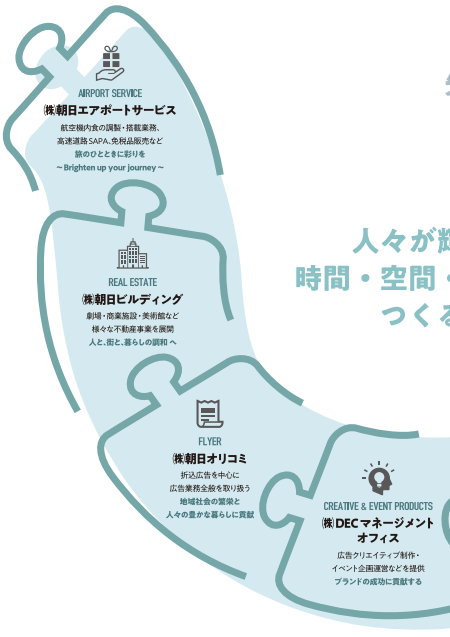 AIRPORT SERVICE
㈱朝日エアポートサービス
航空機内食の調製・搭載業務、
高速道路SAPA、免税品販売など
旅のひとときに彩りを
～Brighten up your journey～
REAL ESTATE
㈱朝日ビルディング
劇場・商業施設・美術館など
様々な不動産事業を展開
人と、街と、暮らしの調和 へ
人々が輝
時間・空間・
つくる
FLYER
㈱朝日オリコミ
折込広告を中心に
広告業務全般を取り扱う
地域社会の繁栄と
人々の豊かな暮らしに貢献
CREATIVE & EVENT PRODUCTS
㈱DECマネージメント
オフィス
広告クリエイティブ制作・
イベント企画運営などを提供
ブランドの成功に貢献する